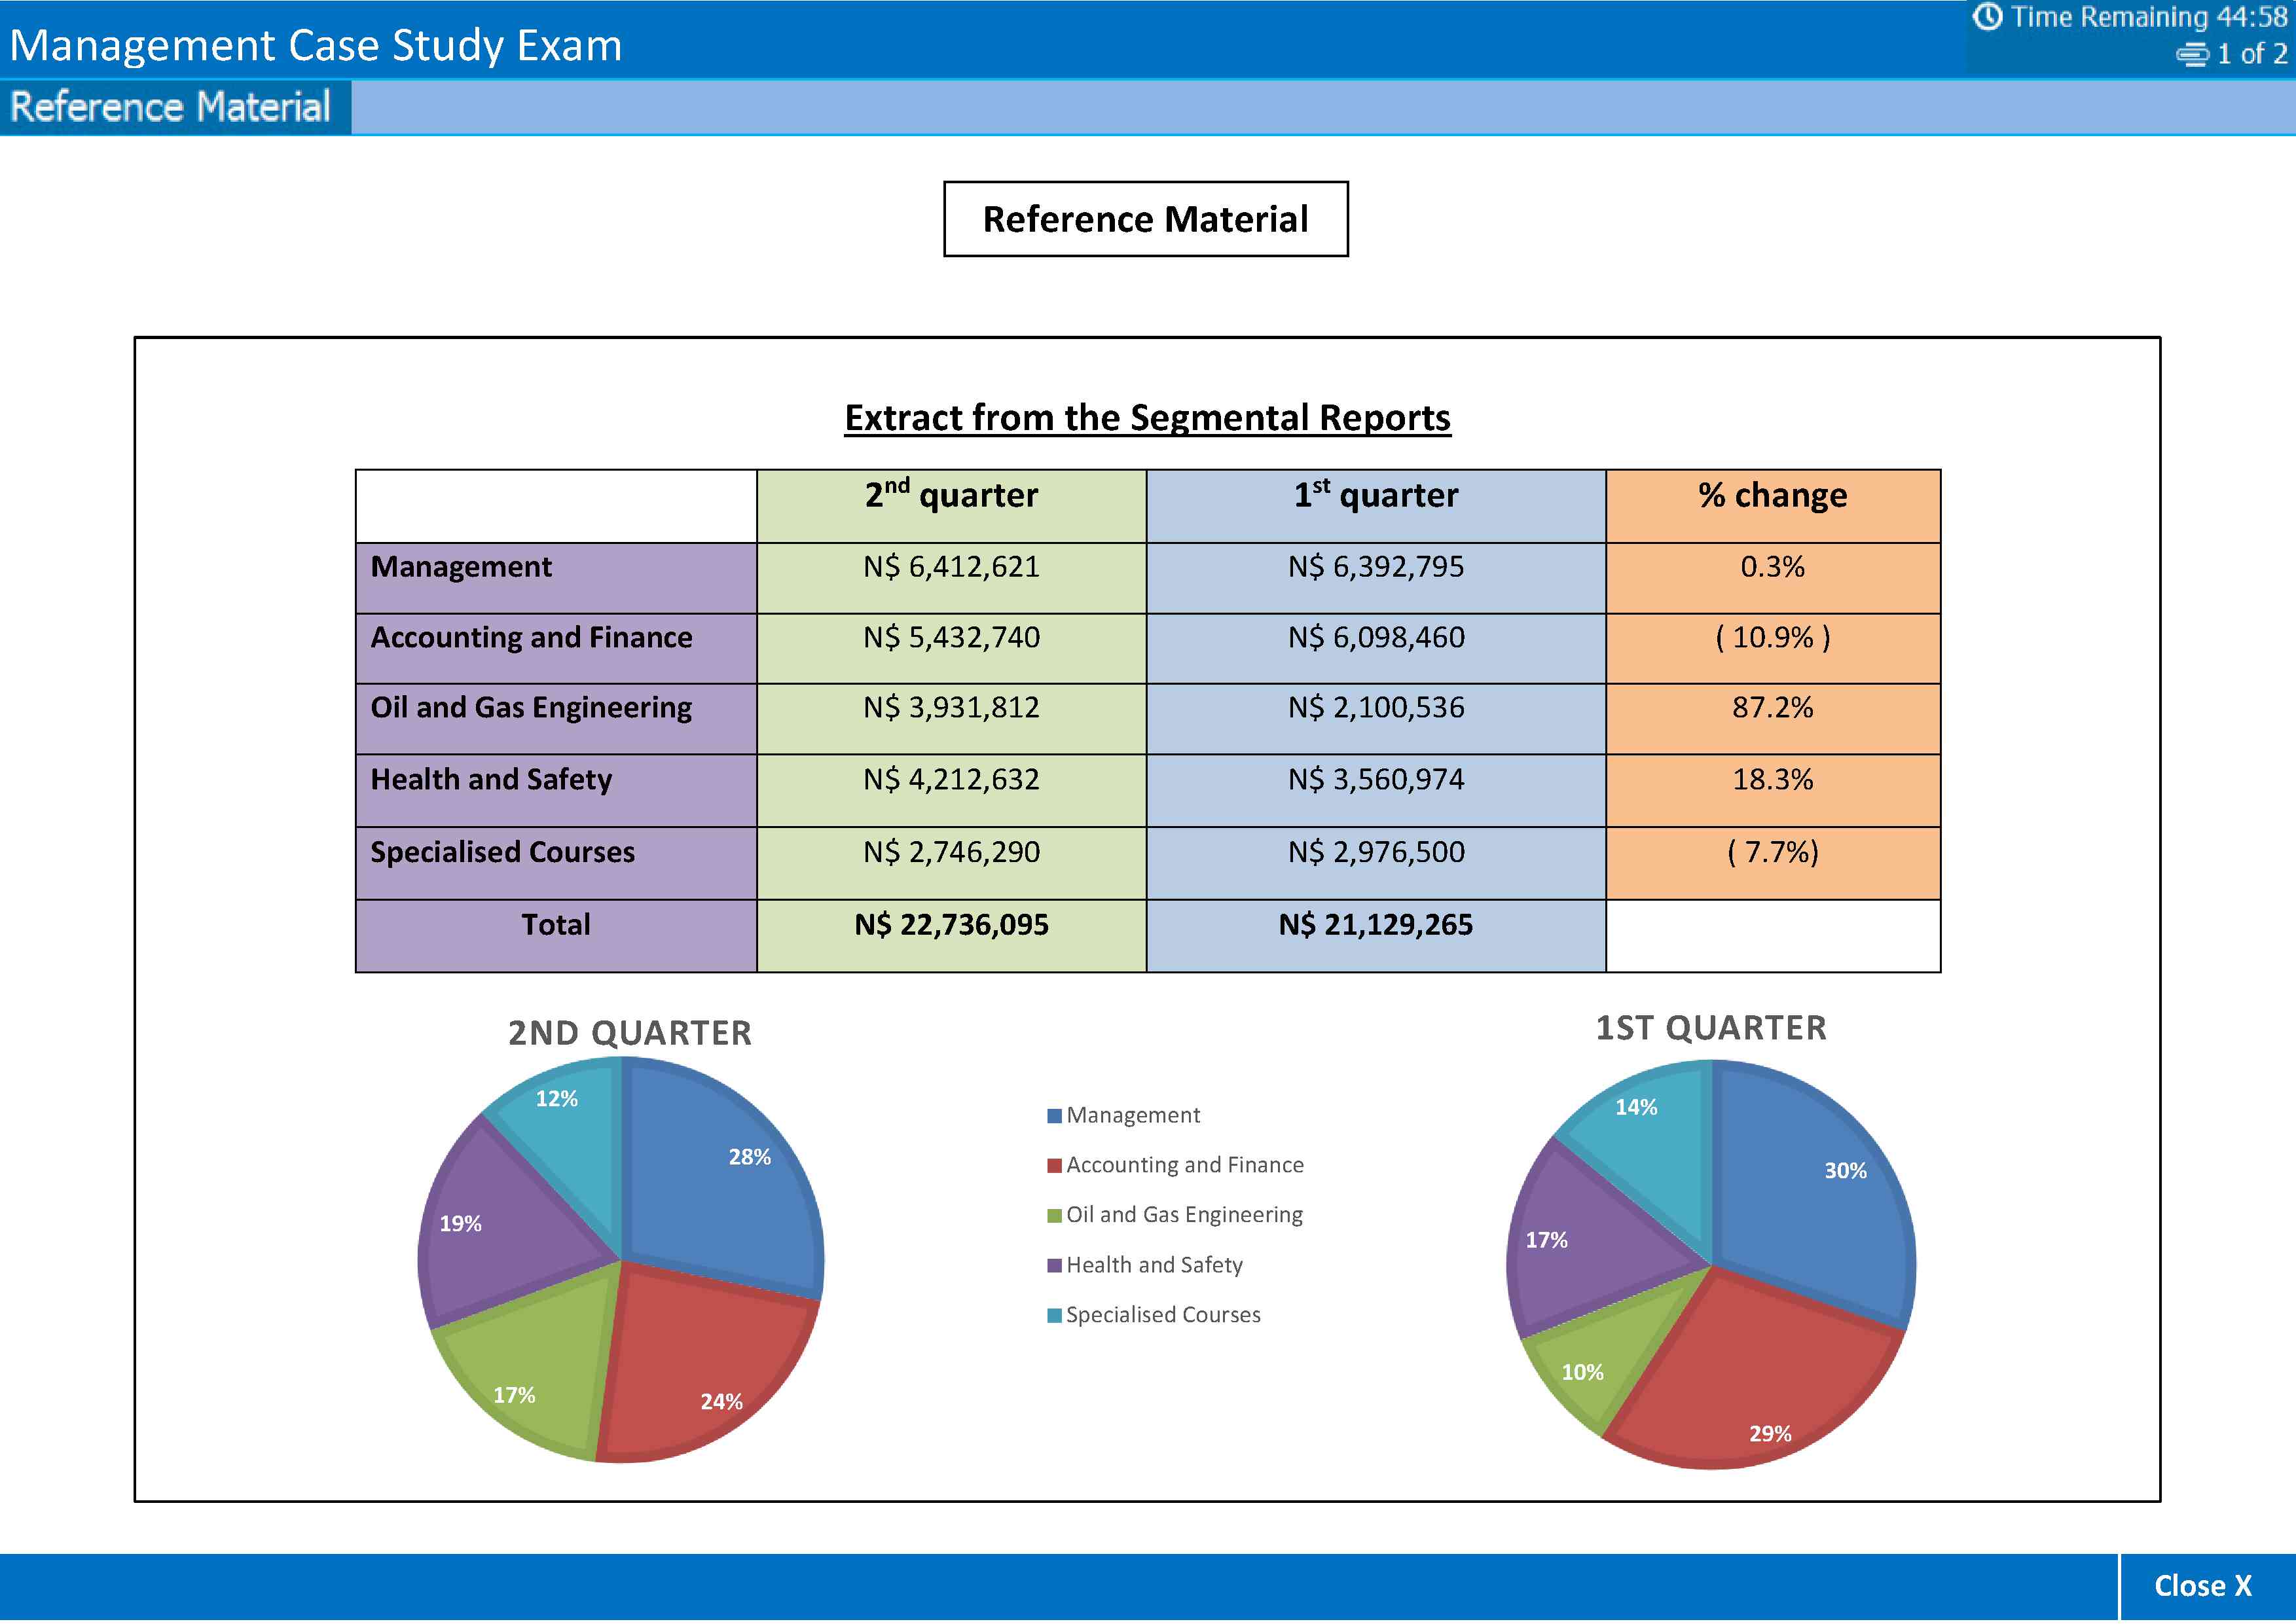 Management Case Study Exam
Time Remaining 44:58
1 of 2
Reference Material
Reference Material
Extract from the Segmental Reports
2nd quarter 1st quarter % change
Management N$ 6,412,621 N$ 6,392,795 0.3%
Accounting and Finance N$ 5,432,740 N$ 6,098,460 ( 10.9% )
Oil and Gas Engineering N$ 3,931,812 N$ 2,100,536 87.2%
Health and Safety N$ 4,212,632 N$ 3,560,974 18.3%
Specialised Courses N$ 2,746,290 N$ 2,976,500 ( 7.7%)
Total N$ 22,736,095 N$ 21,129,265
2ND QUARTER
12%
28%
19%
17%
24%
Management
Accounting and Finance
Oil and Gas Engineering
Health and Safety
Specialised Courses
1ST QUARTER
14%
30%
17%
10%
29%
Close X